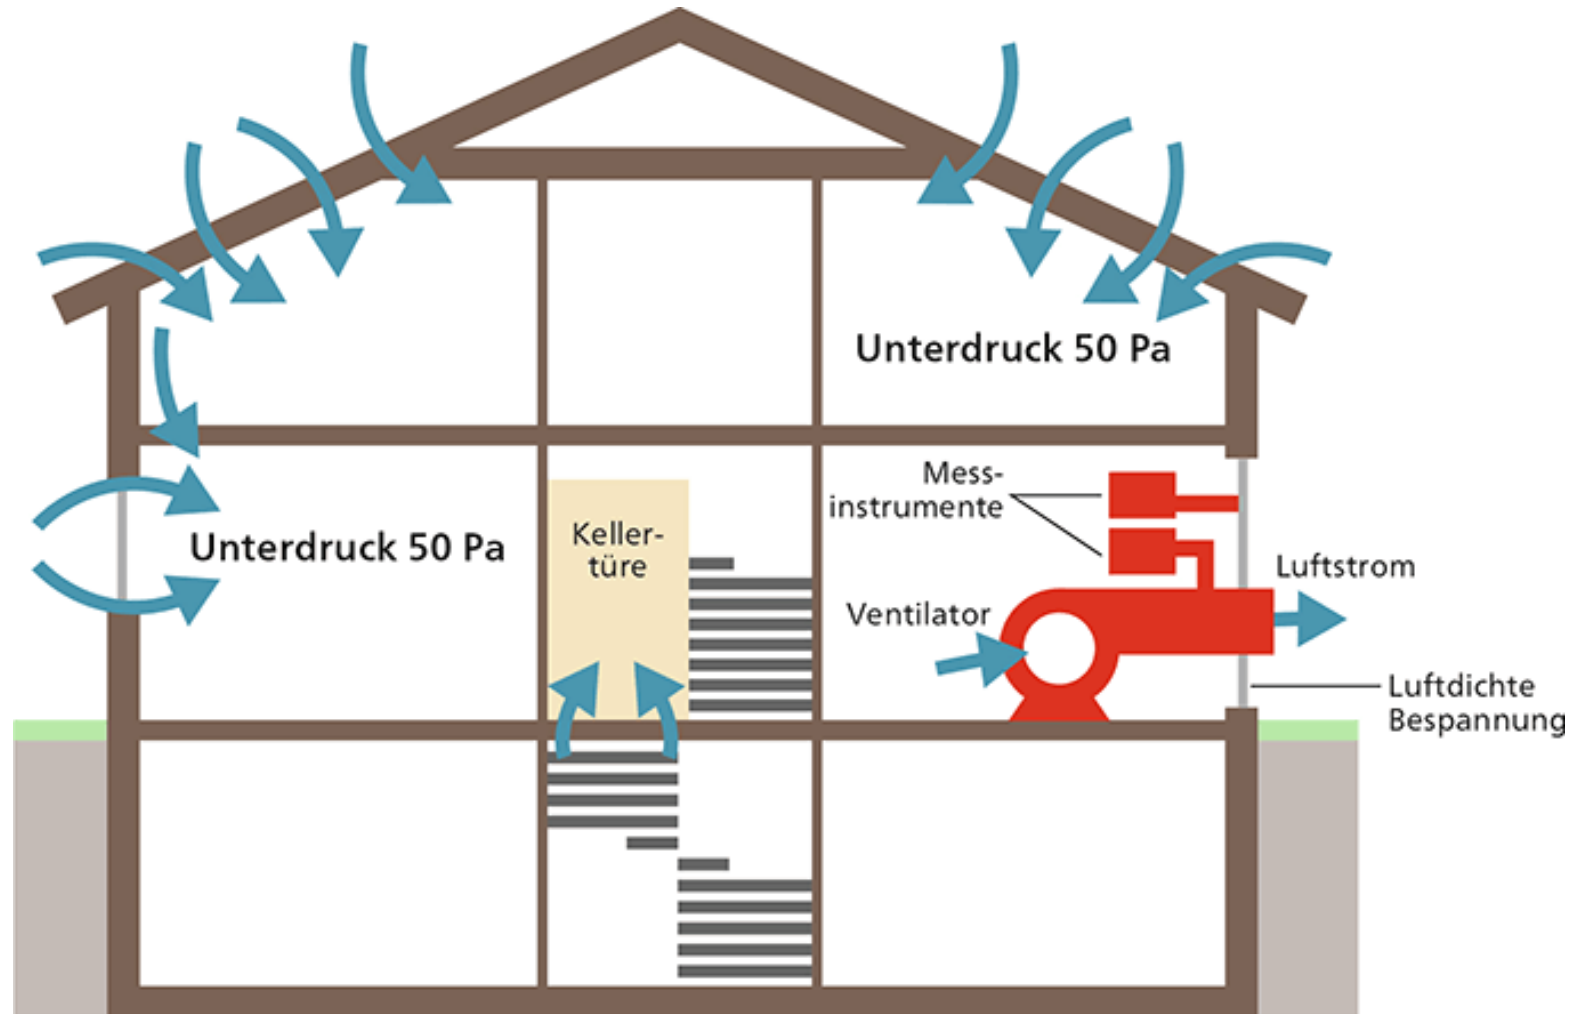 Unterdruck 50 Pa
Mess-
instrumente
Unterdruck 50 Pa
Keller-
türe
Luftstrom
Ventilator
Luftdichte
Bespannung